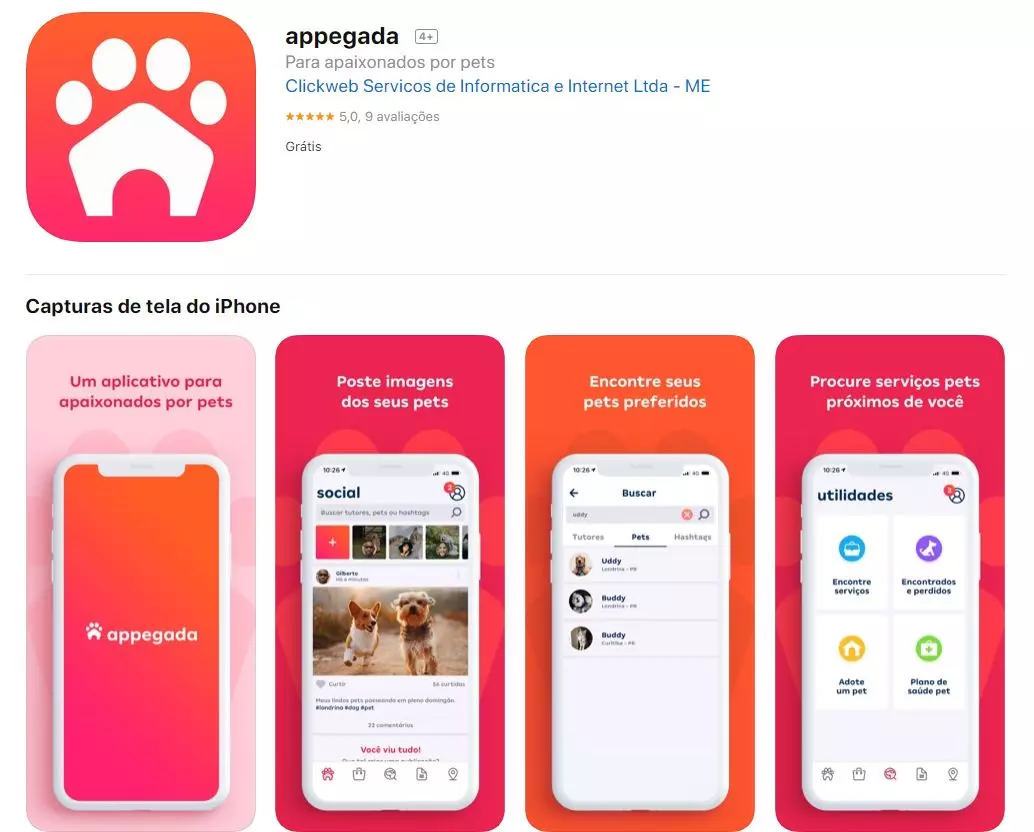 appegada 4+
Para apaixonados por pets
Clickweb Servicos de Informatica e Internet Ltda - ME
5,0, 9 avaliações
Grátis
Capturas de tela do iPhone
Um aplicativo para
apaixonados por pets
appegada
Poste imagens
dos seus pets
10:26 4G
social 2
Buscar tutores, pets ou hashtags
+
Gilberto
Há 6 minutos
Curtir 56 curtidas
Meus lindos pets passeando em pleno domingão.
#londrina #dog #pet
22 comentários
Você viu tudo!
Encontre seus
pets preferidos
10:26 4G
Buscar
uddy
Tutores Pets Hashtags
Uddy
Londrina - PR
Buddy
Londrina - PR
Buddy
Curitiba - PR
Procure serviços pets
próximos de você
10:26 4G
utilidades
Encontre
serviços
Encontrados
e perdidos
Adote
um pet
Plano de
saúde pet